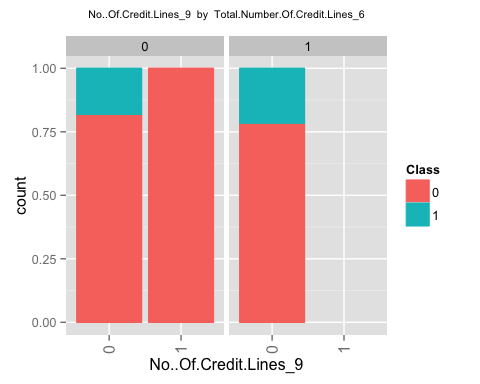 No..Of.Credit.Lines_9 by Total.Number.Of.Credit.Lines_6
0 1
1.00
0.75
0.50
0.25
0.00
count
0 1 0 1
No..Of.Credit.Lines_9
Class
0
1